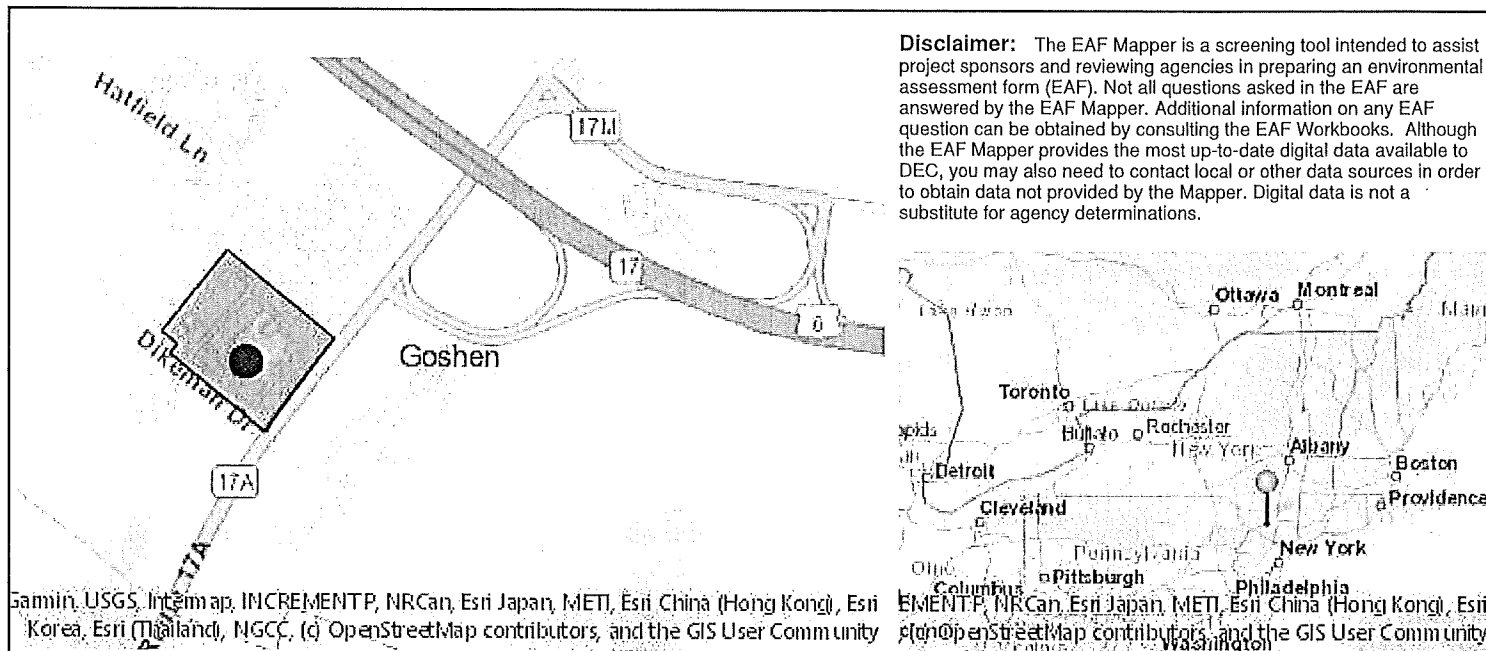 Disclaimer: The EAF Mapper is a screening tool intended to assist
project sponsors and reviewing agencies in preparing an environmental
assessment form (EAF). Not all questions asked in the EAF are
answered by the EAF Mapper. Additional information on any EAF
question can be obtained by consulting the EAF Workbooks. Although
the EAF Mapper provides the most up-to-date digital data available to
DEC, you may also need to contact local or other data sources in order
to obtain data not provided by the Mapper. Digital data is not a
substitute for agency determinations.
Hatfield Ln
17M
17
6
Goshen
Dikeman Dr
17A
17A
Garmin, USGS, Intermap, INCREMENT P, NRCan, Esri Japan, METI, Esri China (Hong Kong), Esri
Korea, Esri (Thailand), NGCC, (c) OpenStreetMap contributors, and the GIS User Community
Ottawa
Montreal
Toronto
Buffalo
Rochester
New York
Albany
Detroit
Boston
Providence
Cleveland
New York
Pennsylvania
Ohio
Columbus
Pittsburgh
Philadelphia
EMENT P, NRCan, Esri Japan, METI, Esri China (Hong Kong), Esri
OpenStreetMap contributors, and the GIS User Community
Washington